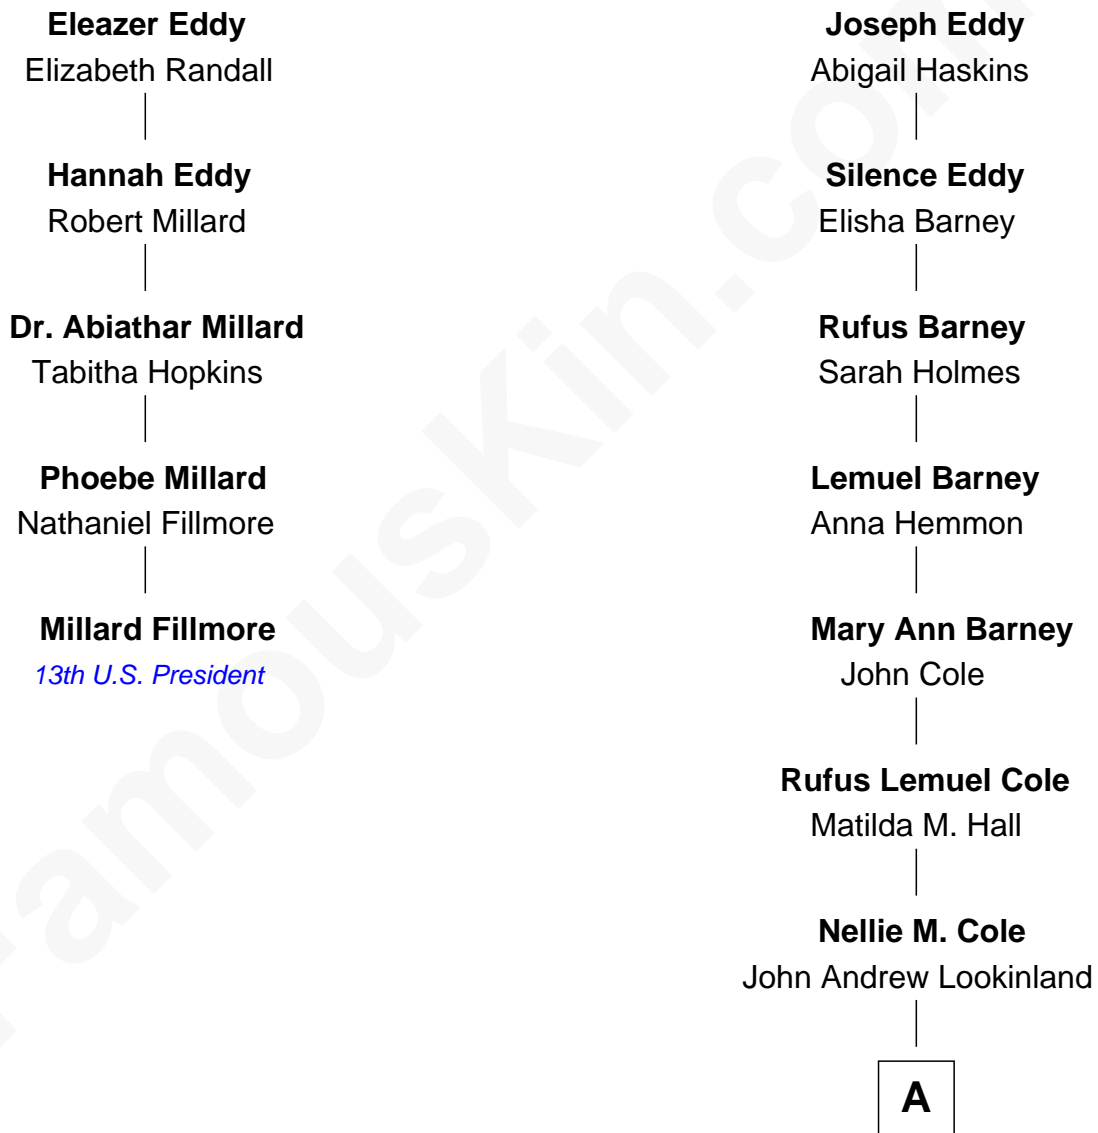 Eleazer Eddy
Elizabeth Randall
Hannah Eddy
Robert Millard
Dr. Abiathar Millard
Tabitha Hopkins
Phoebe Millard
Nathaniel Fillmore
Millard Fillmore
13th U.S. President
Joseph Eddy
Abigail Haskins
Silence Eddy
Elisha Barney
Rufus Barney
Sarah Holmes
Lemuel Barney
Anna Hemmon
Mary Ann Barney
John Cole
Rufus Lemuel Cole
Matilda M. Hall
Nellie M. Cole
John Andrew Lookinland
A
FamousKin.com